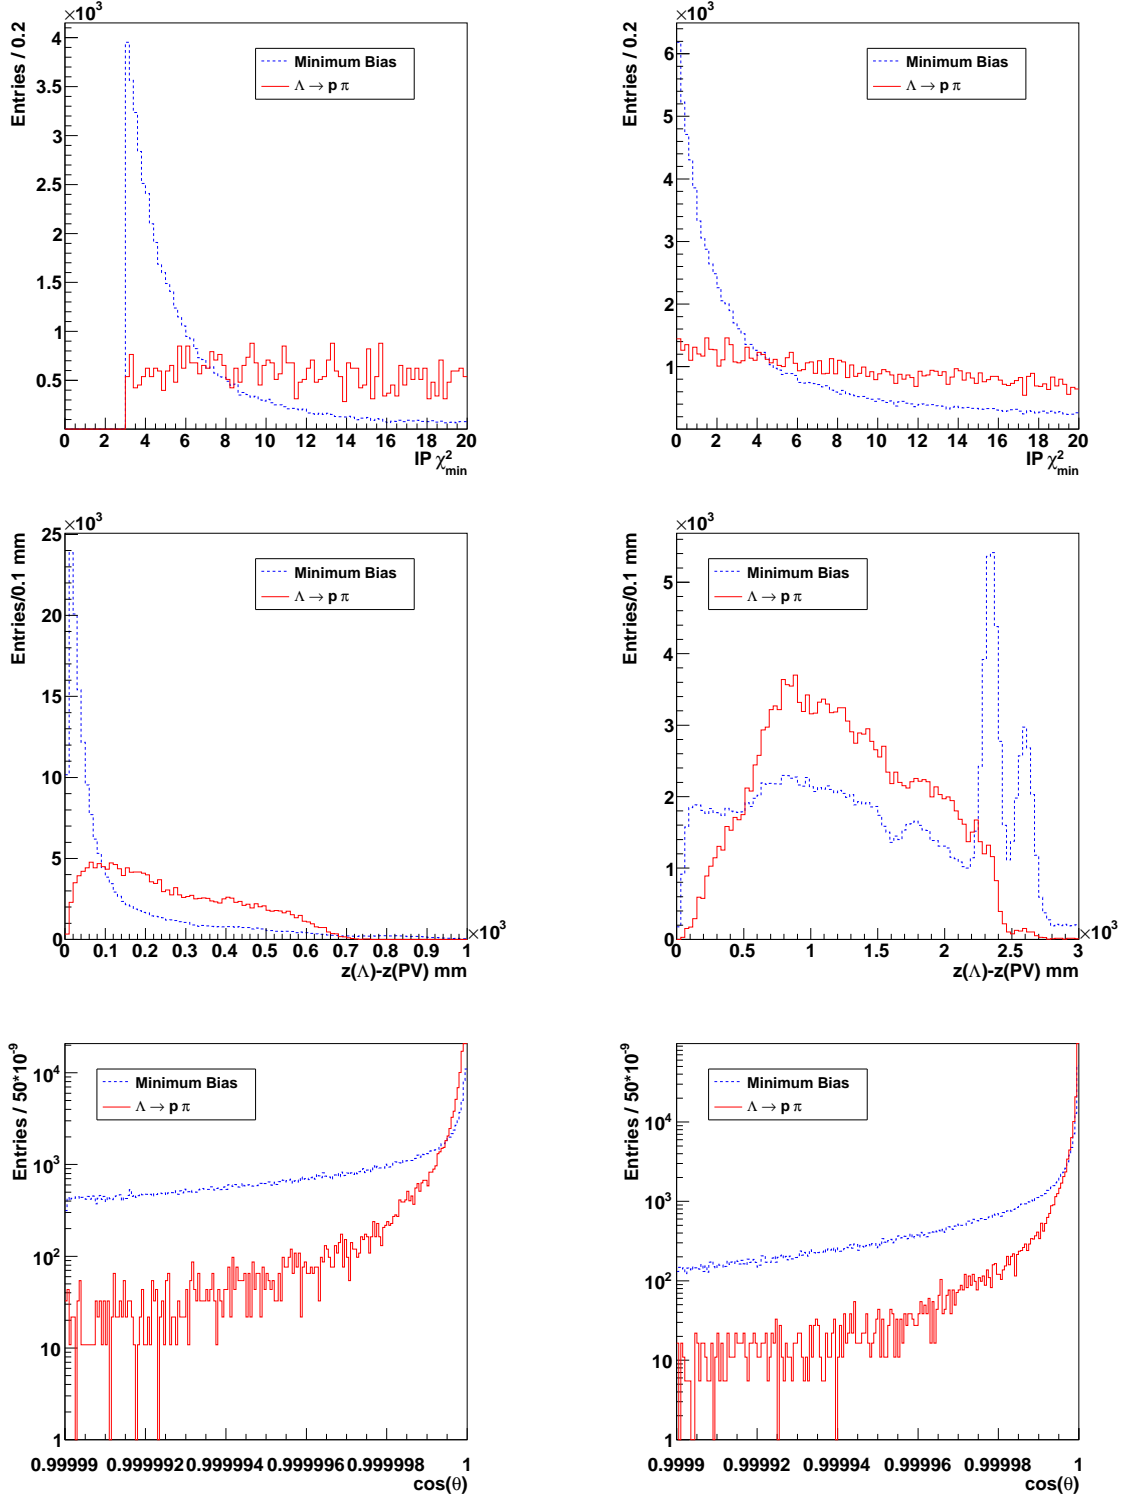 ×10³
Entries / 0.2
4
3.5
3
2.5
2
1.5
1
0.5
Minimum Bias
Λ → p π
0 2 4 6 8 10 12 14 16 18 20
IP χ²min
×10³
Entries / 0.2
6
5
4
3
2
1
Minimum Bias
Λ → p π
0 2 4 6 8 10 12 14 16 18 20
IP χ²min
×10³
Entries/0.1 mm
25
20
15
10
5
0
Minimum Bias
Λ → p π
0 0.1 0.2 0.3 0.4 0.5 0.6 0.7 0.8 0.9 1
×10³
z(Λ)-z(PV) mm
×10³
Entries/0.1 mm
5
4
3
2
1
0
Minimum Bias
Λ → p π
0 0.5 1 1.5 2 2.5 3
×10³
z(Λ)-z(PV) mm
Entries / 50*10⁻⁹
10⁴
10³
10²
10
1
Minimum Bias
Λ → p π
0.99999 0.999992 0.999994 0.999996 0.999998 1
cos(θ)
Entries / 50*10⁻⁹
10⁴
10³
10²
10
1
Minimum Bias
Λ → p π
0.9999 0.99992 0.99994 0.99996 0.99998 1
cos(θ)